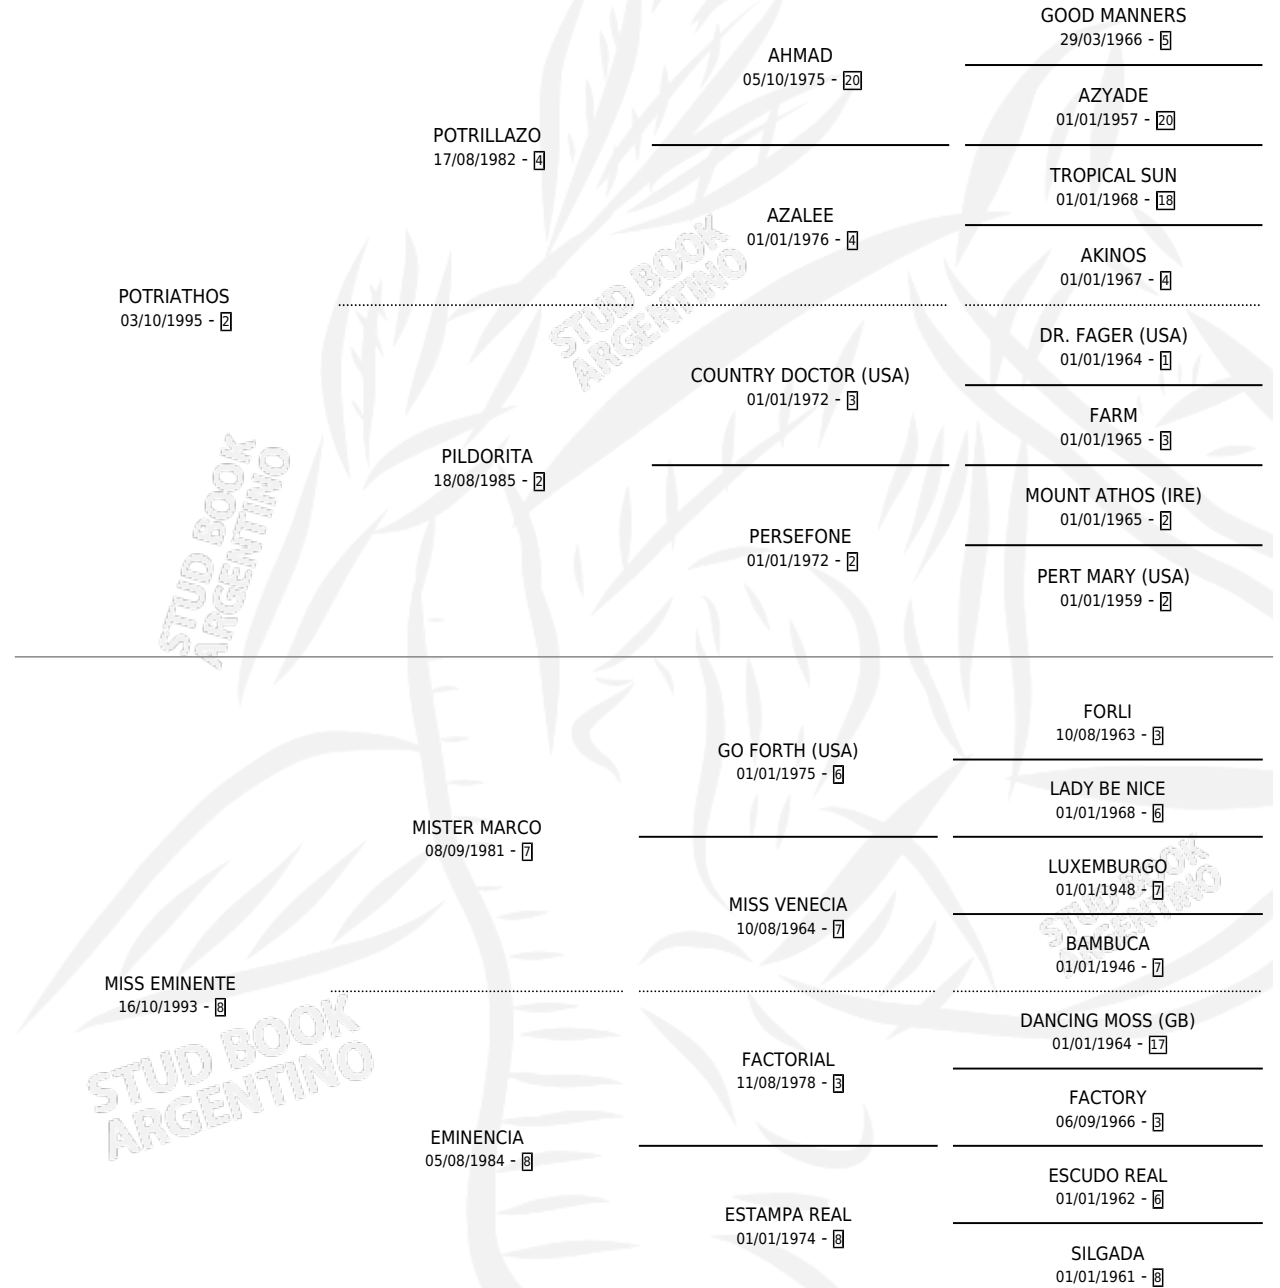 GOOD MANNERS
29/03/1966 - 5
AHMAD
05/10/1975 - 20
AZYADE
01/01/1957 - 20
POTRILLAZO
17/08/1982 - 4
TROPICAL SUN
01/01/1968 - 18
AZALEE
01/01/1976 - 4
AKINOS
01/01/1967 - 4
POTRIATHOS
03/10/1995 - 2
STUD BOOK
ARGENTINO
DR. FAGER (USA)
01/01/1964 - 1
COUNTRY DOCTOR (USA)
01/01/1972 - 3
FARM
01/01/1965 - 3
PILDORITA
18/08/1985 - 2
MOUNT ATHOS (IRE)
01/01/1965 - 2
PERSEFONE
01/01/1972 - 2
PERT MARY (USA)
01/01/1959 - 2
STUD BOOK
ARGENTINO
FORLI
10/08/1963 - 3
GO FORTH (USA)
01/01/1975 - 6
LADY BE NICE
01/01/1968 - 6
MISTER MARCO
08/09/1981 - 7
LUXEMBURGO
01/01/1948 - 7
MISS VENECIA
10/08/1964 - 7
BAMBUCA
01/01/1946 - 7
STUD BOOK
ARGENTINO
MISS EMINENTE
16/10/1993 - 8
DANCING MOSS (GB)
01/01/1964 - 17
FACTORIAL
11/08/1978 - 3
FACTORY
06/09/1966 - 3
STUD BOOK
ARGENTINO
EMINENCIA
05/08/1984 - 8
ESCUDO REAL
01/01/1962 - 6
ESTAMPA REAL
01/01/1974 - 8
SILGADA
01/01/1961 - 8